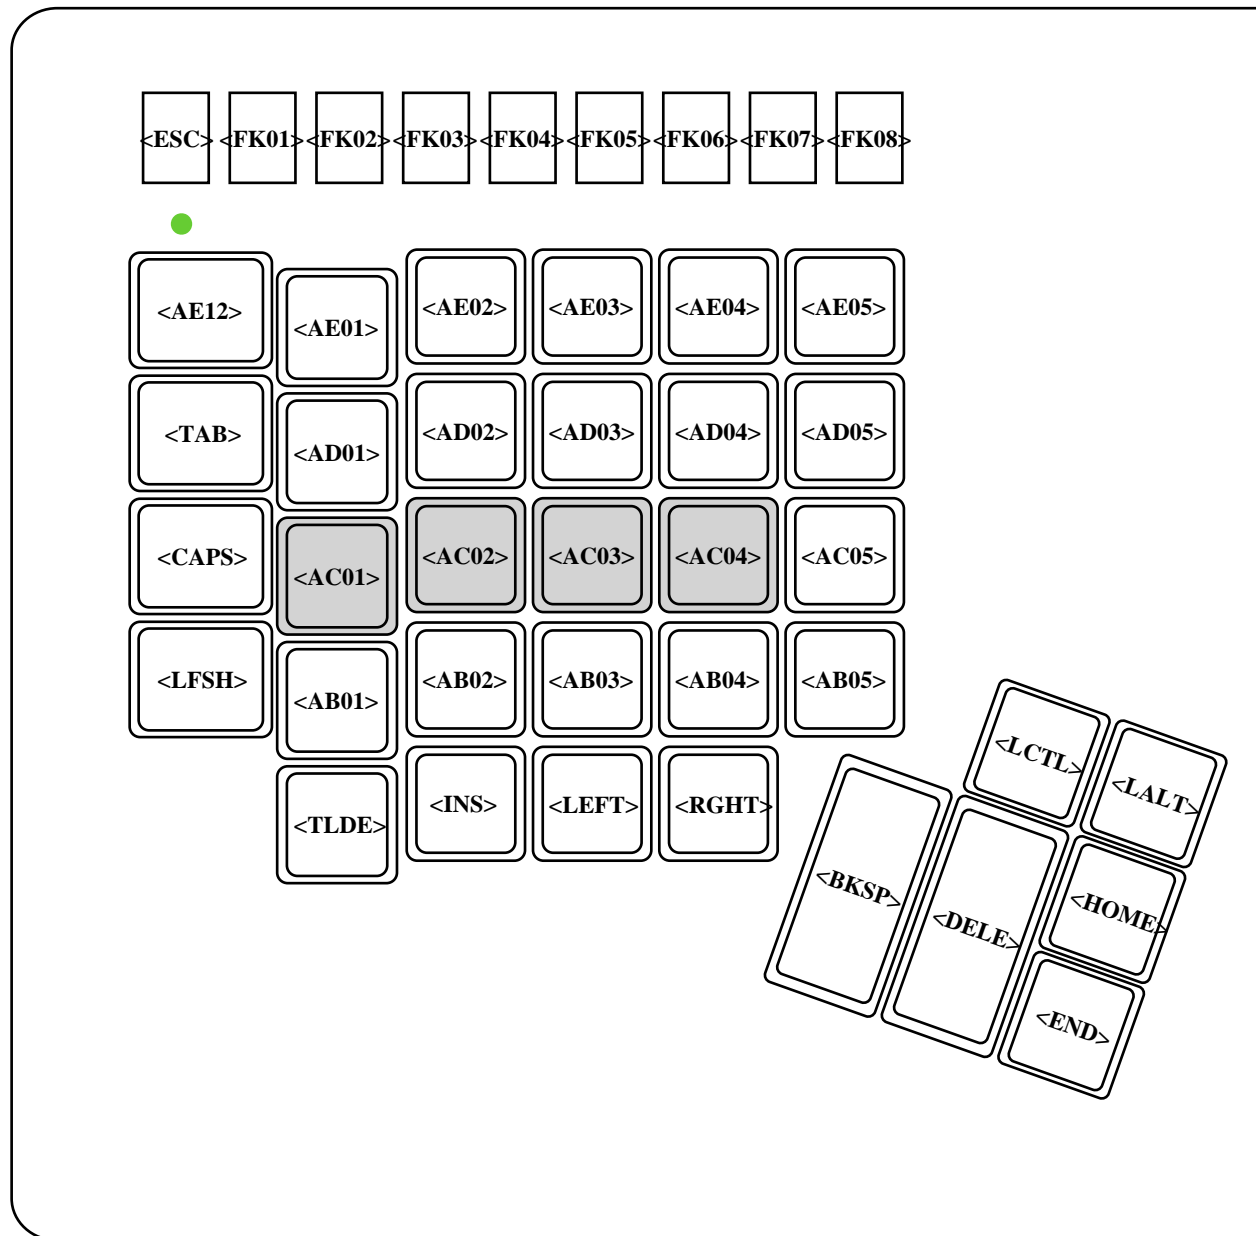 <ESC> <FK01> <FK02> <FK03> <FK04> <FK05> <FK06> <FK07> <FK08>
<AE12> <AE01> <AE02> <AE03> <AE04> <AE05>
<TAB> <AD01> <AD02> <AD03> <AD04> <AD05>
<CAPS> <AC01> <AC02> <AC03> <AC04> <AC05>
<LFSH> <AB01> <AB02> <AB03> <AB04> <AB05>
<TLDE> <INS> <LEFT> <RGHT>
<LCTL> <LALT>
<BKSP> <DELE> <HOME>
<END>